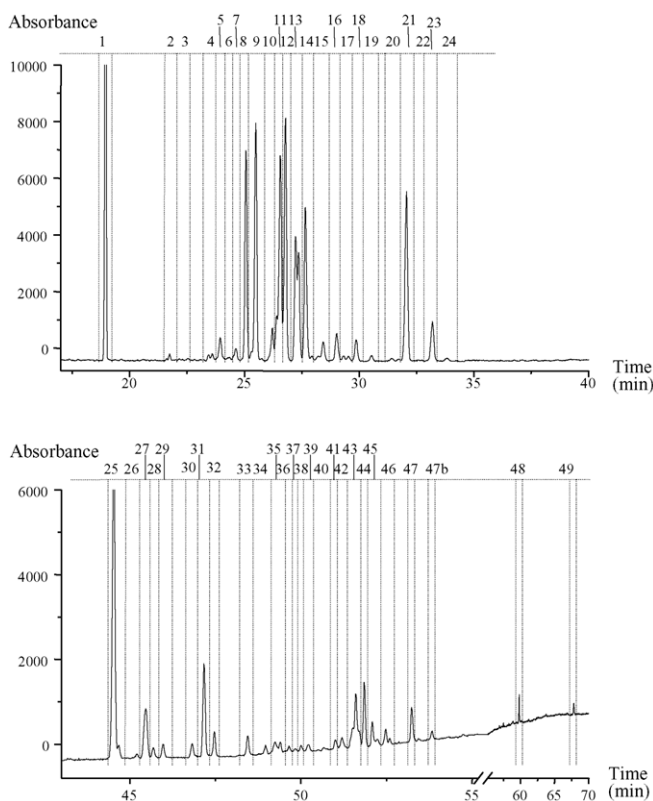 Absorbance
5 7 11 13 16 18 21 23
1 2 3 4 6 8 9 10 12 14 15 17 19 20 22 24
10000
8000
6000
4000
2000
0
Time
(min)
20 25 30 35 40
Absorbance
27 29 31 35 37 39 41 43 45
25 26 28 30 32 33 34 36 38 40 42 44 46 47 47b 48 49
6000
4000
2000
0
Time
(min)
45 50 55 60 65 70